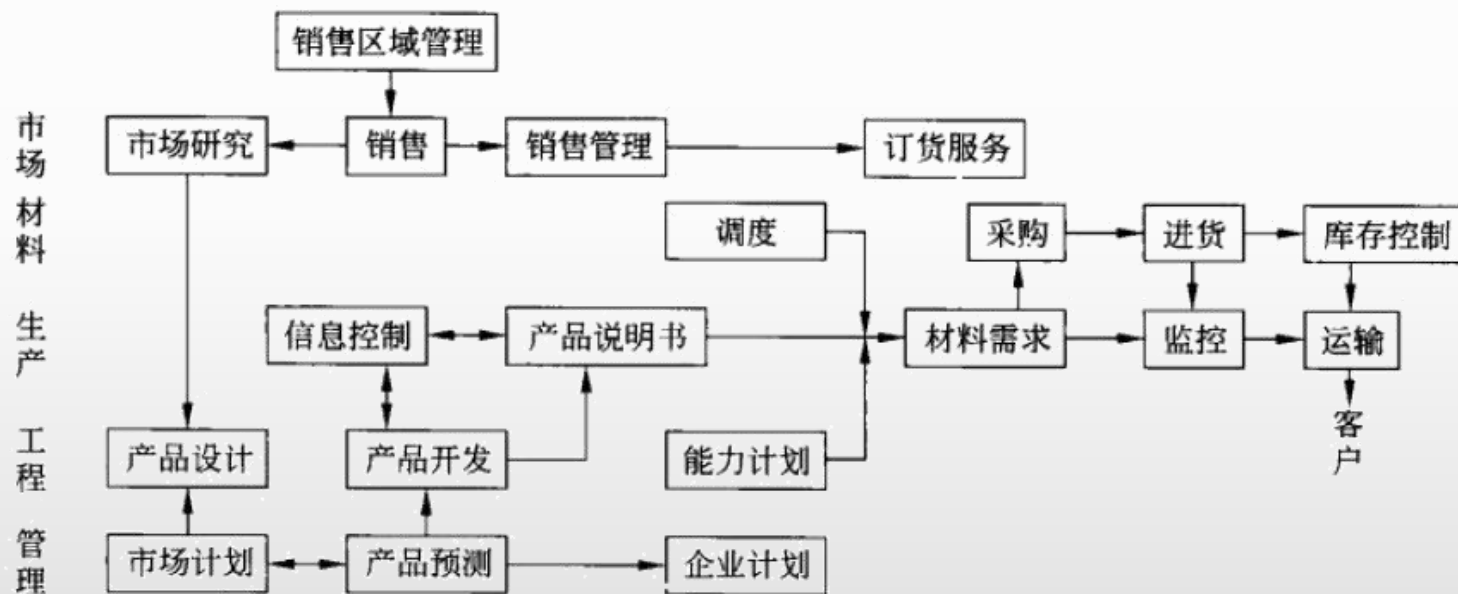 销售区域管理
市场
市场研究
销售
销售管理
订货服务
材料
调度
采购
进货
库存控制
生产
信息控制
产品说明书
材料需求
监控
运输
工程
产品设计
产品开发
能力计划
客户
管理
市场计划
产品预测
企业计划